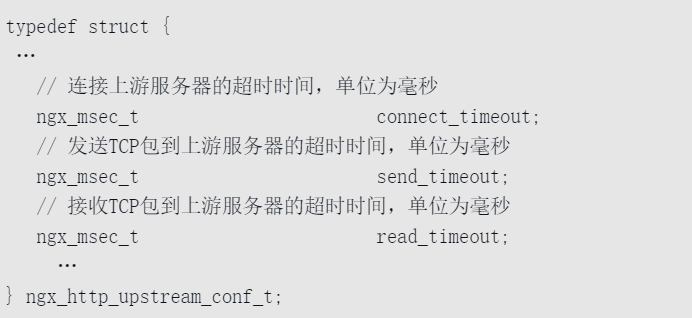 typedef struct {
…
// 连接上游服务器的超时时间，单位为毫秒
ngx_msec_t connect_timeout;
// 发送TCP包到上游服务器的超时时间，单位为毫秒
ngx_msec_t send_timeout;
// 接收TCP包到上游服务器的超时时间，单位为毫秒
ngx_msec_t read_timeout;
…
} ngx_http_upstream_conf_t;